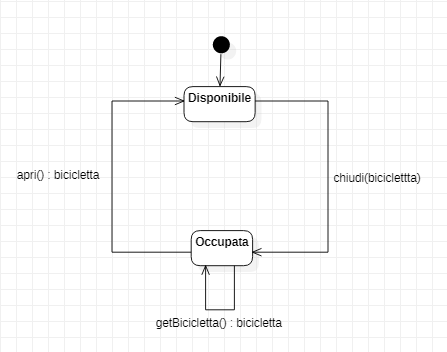 Disponibile
apri() : bicicletta
chiudi(biciclettta)
Occupata
getBicicletta() : bicicletta